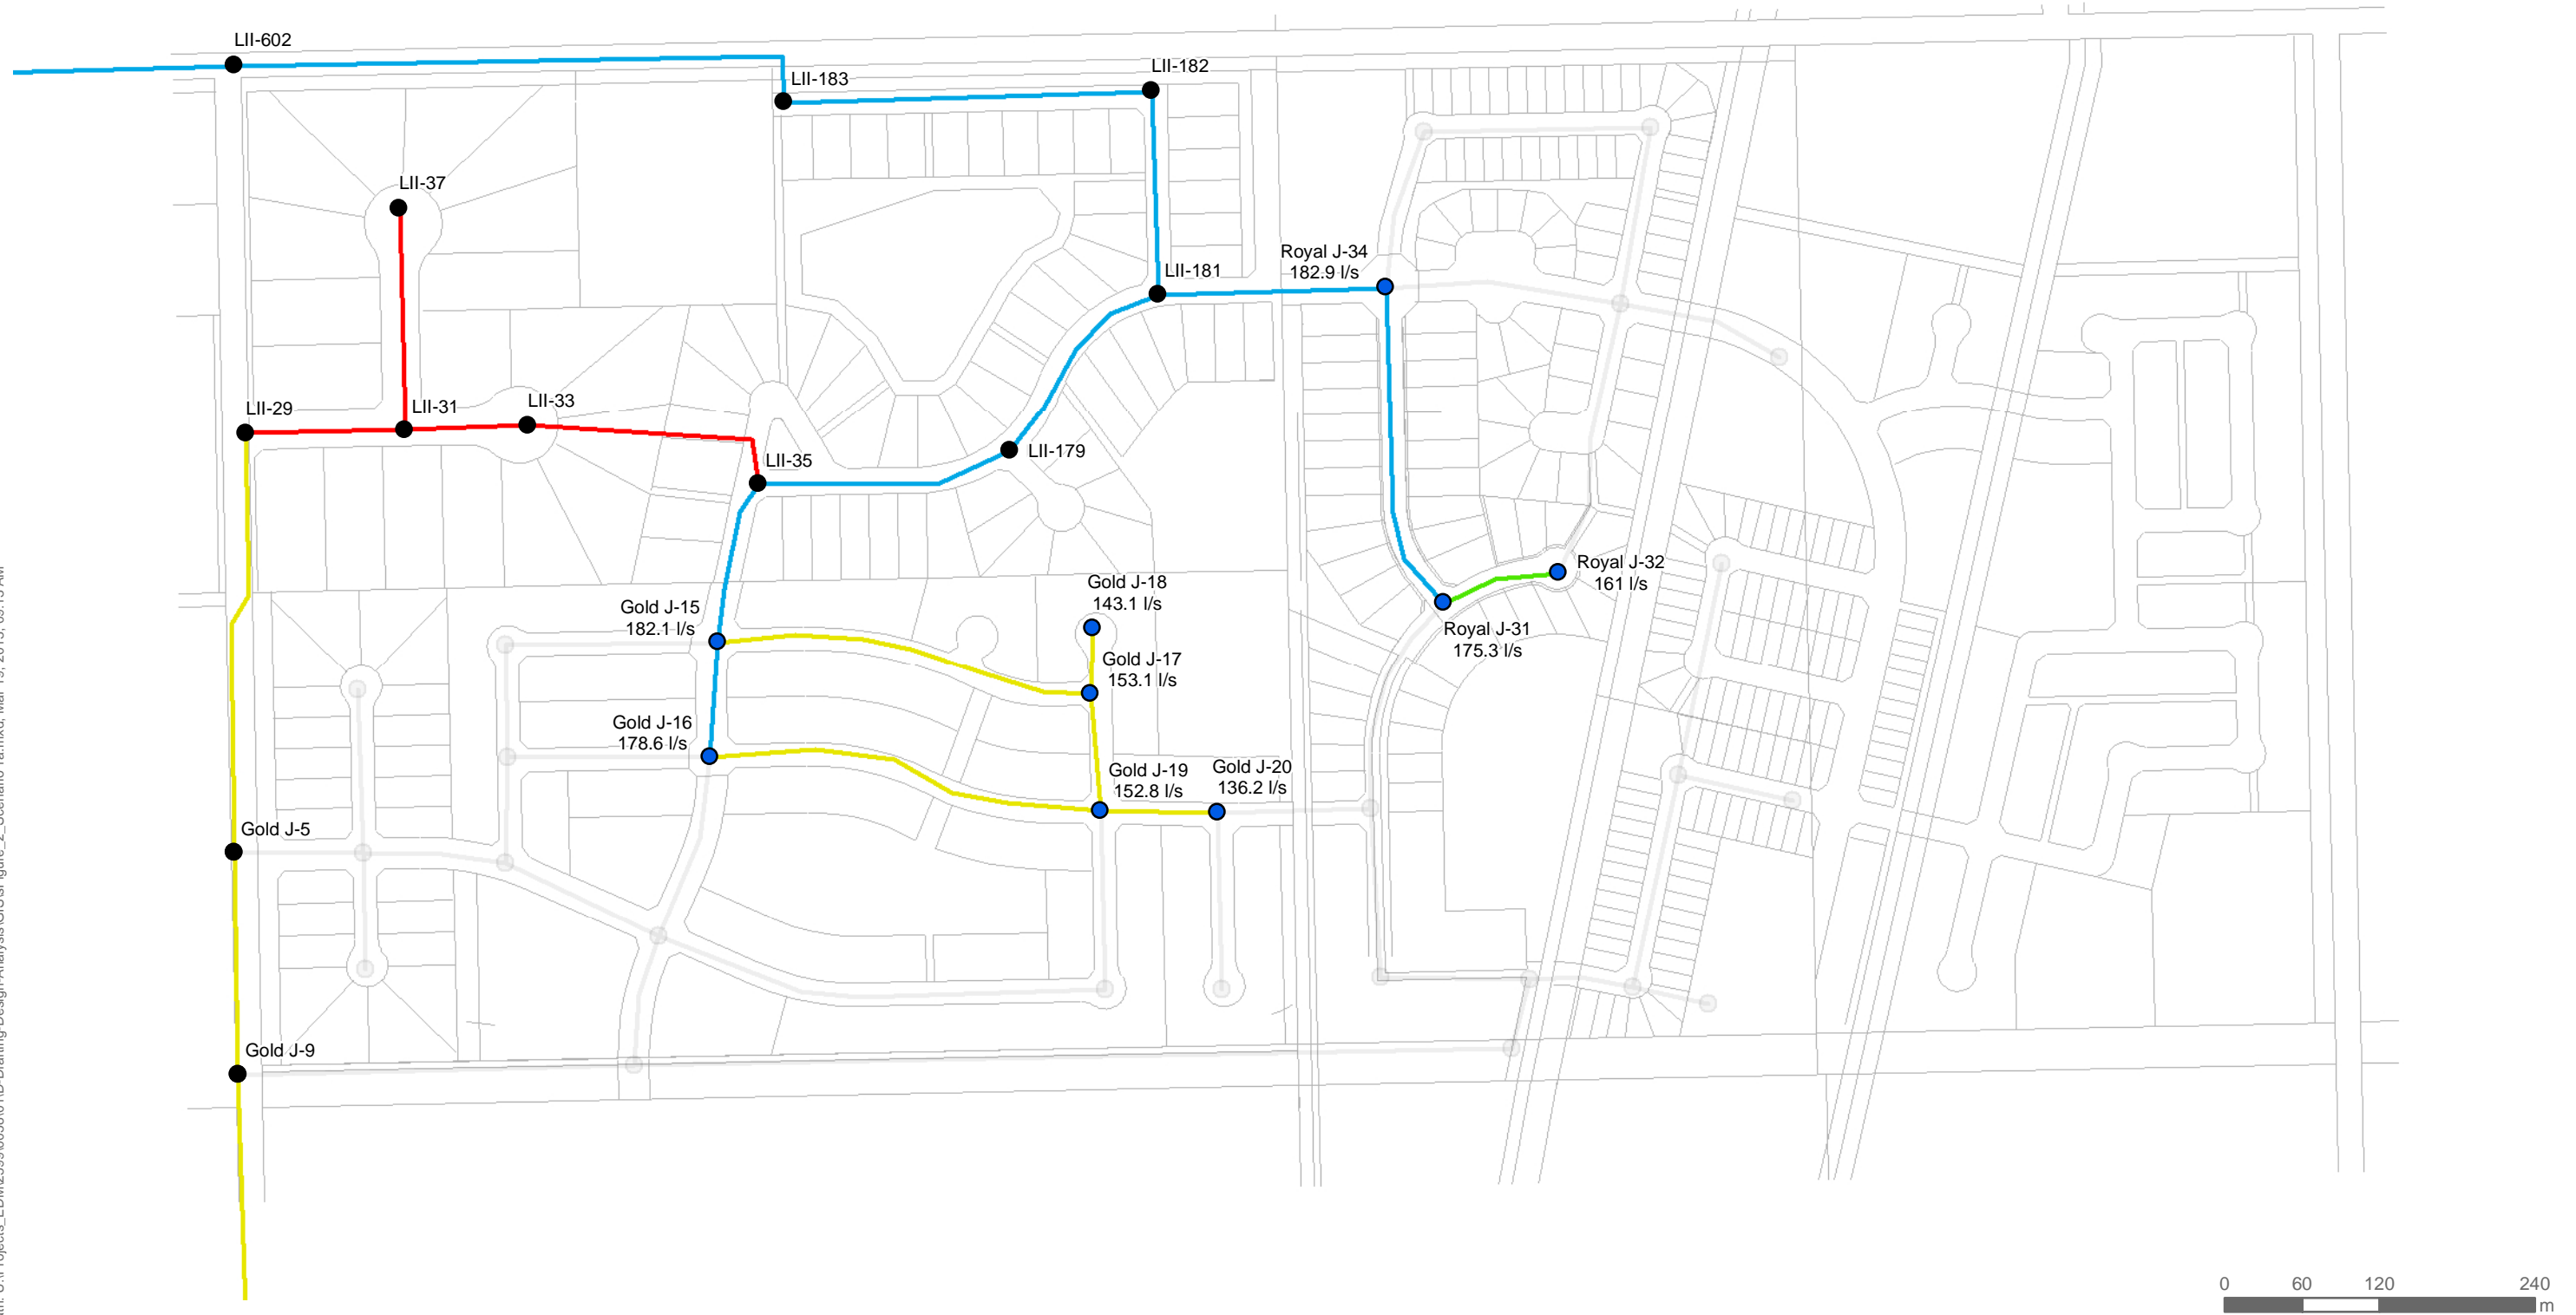 LII-602
LII-183
LII-182
LII-37
Royal J-34
182.9 l/s
LII-181
LII-29
LII-31
LII-33
LII-35
LII-179
Royal J-32
161 l/s
Gold J-18
143.1 l/s
Gold J-15
182.1 l/s
Royal J-31
175.3 l/s
Gold J-17
153.1 l/s
Gold J-16
178.6 l/s
Gold J-19
152.8 l/s
Gold J-20
136.2 l/s
Gold J-5
Gold J-9
0 60 120 240
m